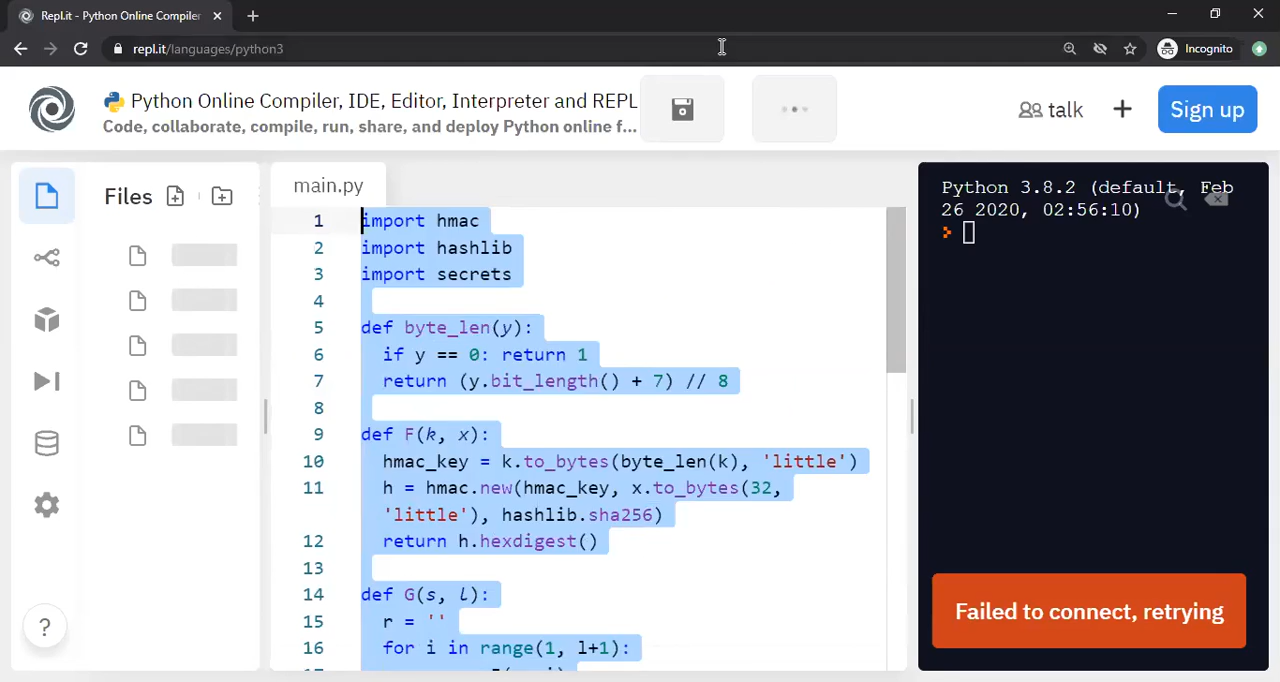 Repl.it - Python Online Compiler
repl.it/languages/python3
Incognito
Python Online Compiler, IDE, Editor, Interpreter and REPL
Code, collaborate, compile, run, share, and deploy Python online f...
talk
Sign up
Files
main.py
1 import hmac
2 import hashlib
3 import secrets
4
5 def byte_len(y):
6 if y == 0: return 1
7 return (y.bit_length() + 7) // 8
8
9 def F(k, x):
10 hmac_key = k.to_bytes(byte_len(k), 'little')
11 h = hmac.new(hmac_key, x.to_bytes(32,
'little'), hashlib.sha256)
12 return h.hexdigest()
13
14 def G(s, l):
15 r = ''
16 for i in range(1, l+1):
Python 3.8.2 (default, Feb
26 2020, 02:56:10)
Failed to connect, retrying
?